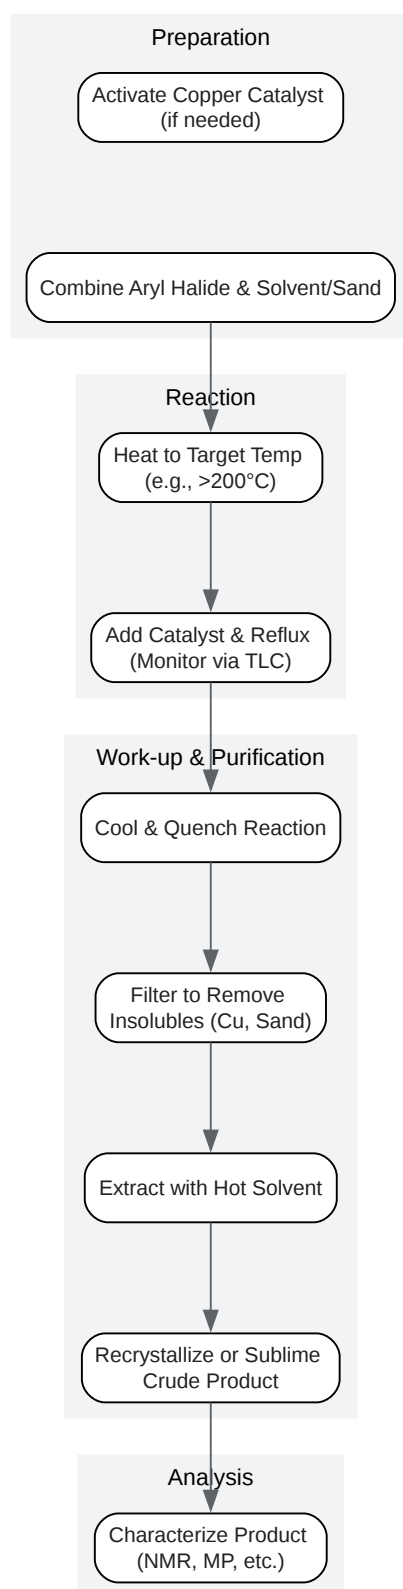 Preparation
Activate Copper Catalyst
(if needed)
Combine Aryl Halide & Solvent/Sand
Reaction
Heat to Target Temp
(e.g., >200°C)
Add Catalyst & Reflux
(Monitor via TLC)
Work-up & Purification
Cool & Quench Reaction
Filter to Remove
Insolubles (Cu, Sand)
Extract with Hot Solvent
Recrystallize or Sublime
Crude Product
Analysis
Characterize Product
(NMR, MP, etc.)